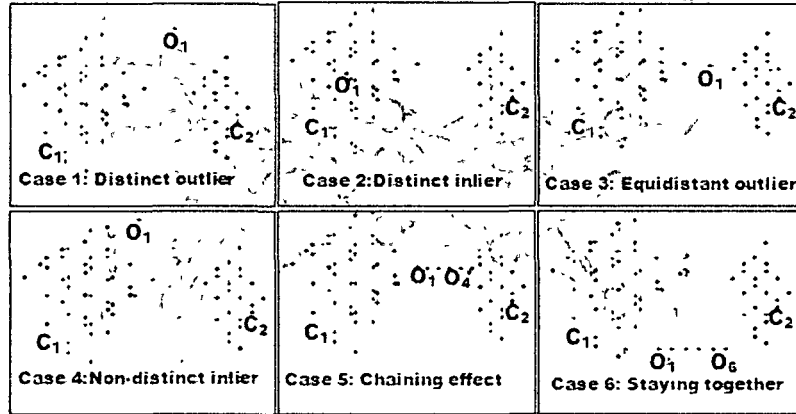 O1
C1
C2
Case 1: Distinct outlier
O1
C1
C2
Case 2:Distinct inlier
O1
C1
C2
Case 3: Equidistant outlier
O1
C1
C2
Case 4:Non-distinct inlier
O1 O4
C1
C2
Case 5: Chaining effect
C1
C2
O1 O6
Case 6: Staying together